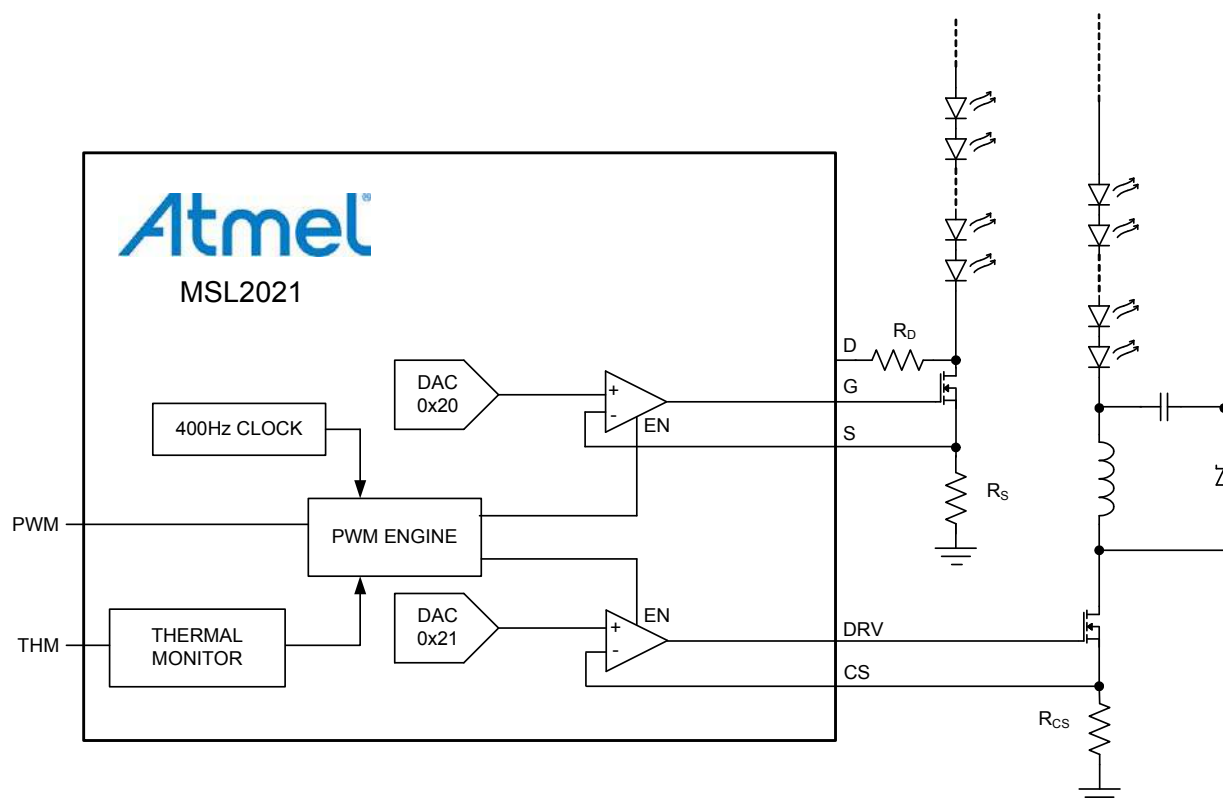 Atmel®
MSL2021
DAC
0x20
+
-
EN
400Hz CLOCK
PWM
PWM ENGINE
THM
THERMAL
MONITOR
DAC
0x21
+
-
EN
D
G
S
DRV
CS
RD
RS
RCS